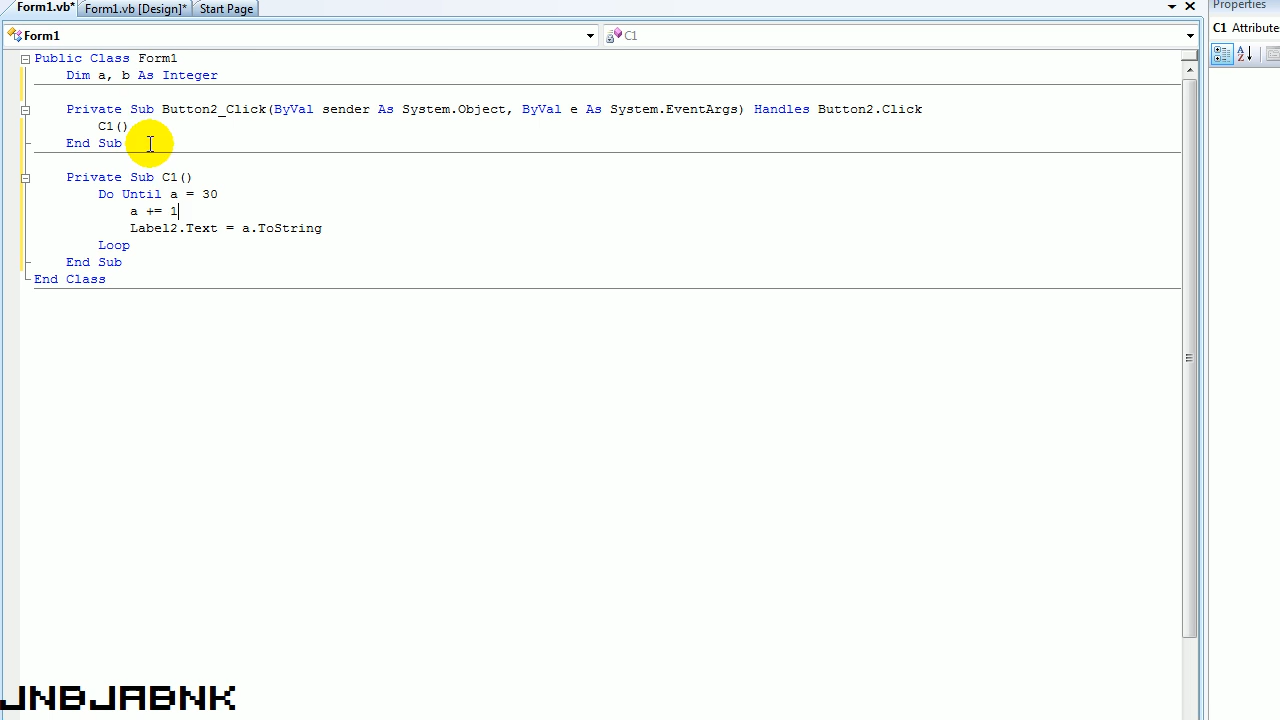 Form1.vb* Form1.vb [Design]* Start Page
Properties
Form1 C1
C1 Attribute
Public Class Form1
Dim a, b As Integer
Private Sub Button2_Click(ByVal sender As System.Object, ByVal e As System.EventArgs) Handles Button2.Click
C1()
End Sub
Private Sub C1()
Do Until a = 30
a += 1
Label2.Text = a.ToString
Loop
End Sub
End Class
JNBJABNK